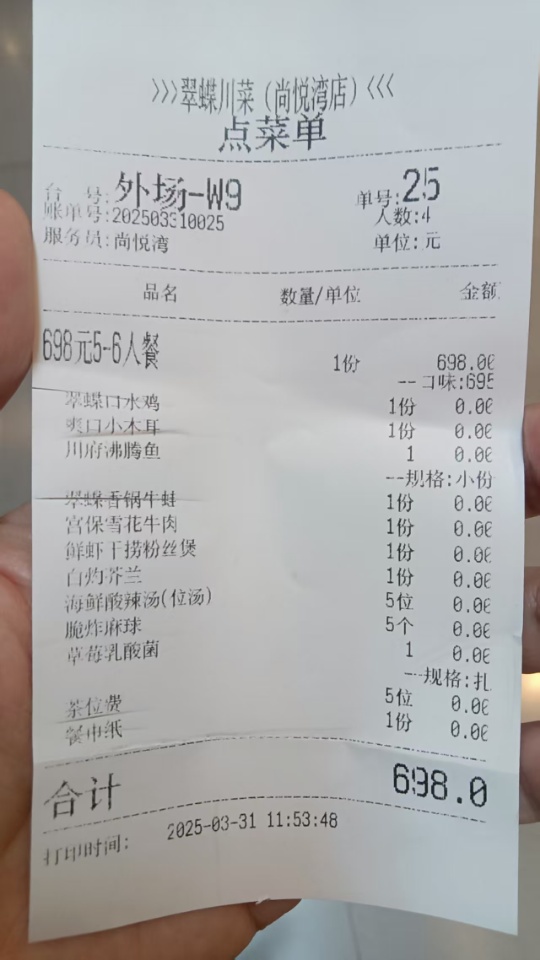 >>>翠蝶川菜(尚悦湾店)<<<
点菜单
台 号:外场-W9 单号:25
账单号:202503310025 人数:4
服务员:尚悦湾 单位:元
品名 数量/单位 金额
698元5-6人餐 1份 698.00
--口味:695
翠蝶口水鸡 1份 0.00
爽口小木耳 1份 0.00
川府沸腾鱼 1 0.00
--规格:小份
翠蝶香锅牛蛙 1份 0.00
宫保雪花牛肉 1份 0.00
鲜虾干捞粉丝煲 1份 0.00
白灼芥兰 1份 0.00
海鲜酸辣汤(位汤) 5位 0.00
脆炸麻球 5个 0.00
草莓乳酸菌 1 0.00
--规格:扎
茶位费 5位 0.00
餐巾纸 1份 0.00
合计 698.0
打印时间: 2025-03-31 11:53:48